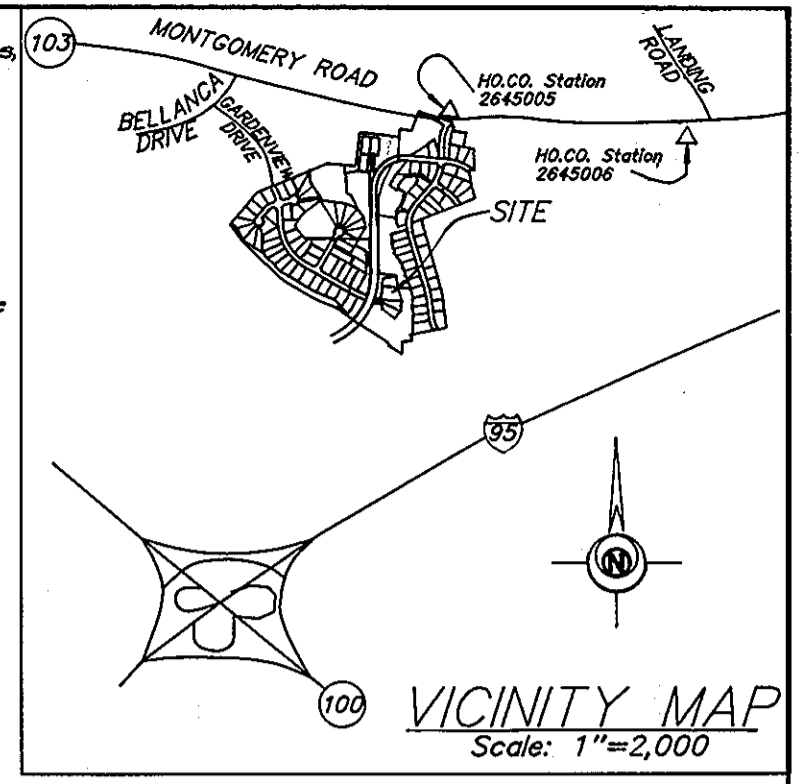 s,
103
MONTGOMERY ROAD
LANDING
ROAD
HO.CO. Station
2645005
BELLANCA
DRIVE
GARDENVIEW
DRIVE
HO.CO. Station
2645006
SITE
95
N
100
VICINITY MAP
Scale: 1"=2,000